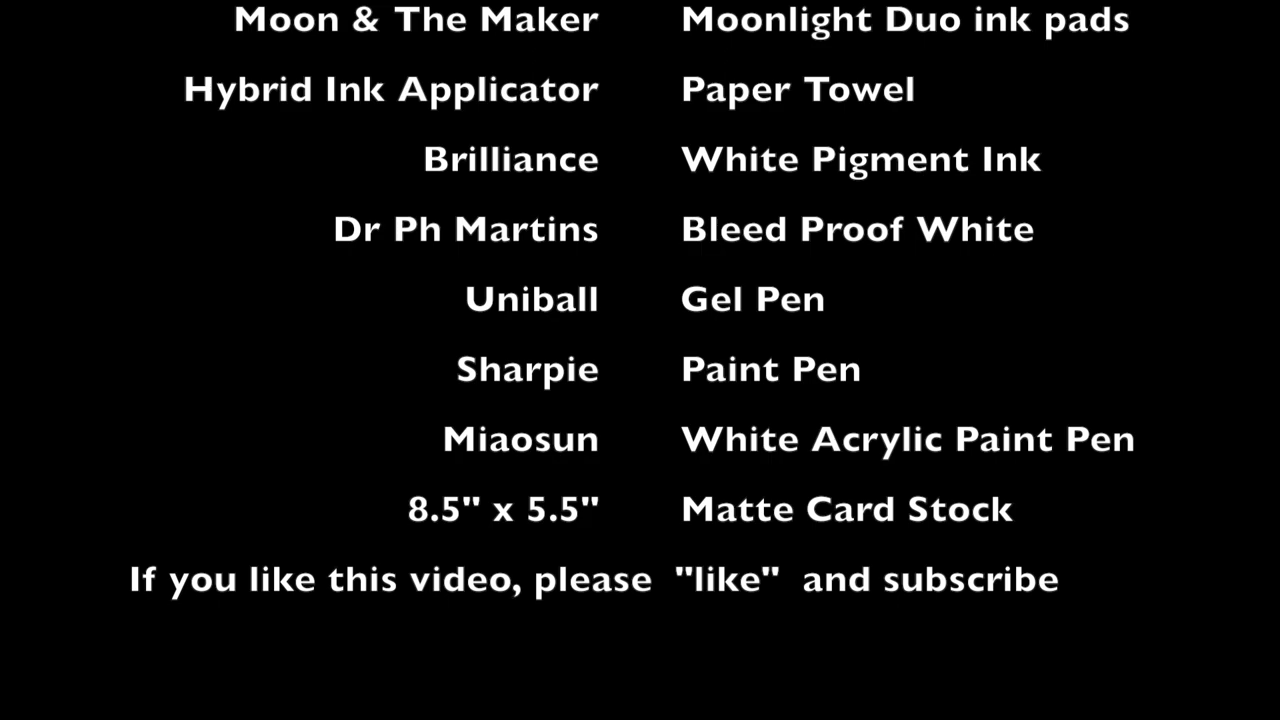 Moon & The Maker Moonlight Duo ink pads
Hybrid Ink Applicator Paper Towel
Brilliance White Pigment Ink
Dr Ph Martins Bleed Proof White
Uniball Gel Pen
Sharpie Paint Pen
Miaosun White Acrylic Paint Pen
8.5" x 5.5" Matte Card Stock
If you like this video, please "like" and subscribe